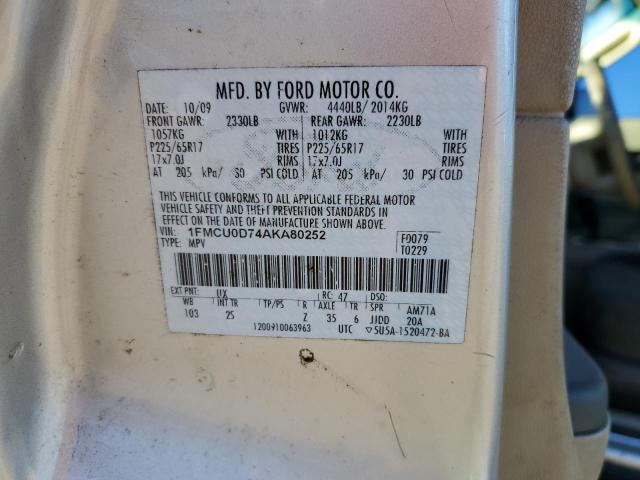 MFD. BY FORD MOTOR CO.
DATE: 10/09 GVWR: 4440LB/ 2014KG
FRONT GAWR: 2330LB REAR GAWR: 2230LB
1057KG WITH 1012KG WITH
P225/65R17 TIRES P225/65R17 TIRES
17x7.0J RIMS 17x7.0J RIMS
AT 205 kPa/ 30 PSI COLD AT 205 kPa/ 30 PSI COLD
THIS VEHICLE CONFORMS TO ALL APPLICABLE FEDERAL MOTOR
VEHICLE SAFETY AND THEFT PREVENTION STANDARDS IN
EFFECT ON THE DATE OF MANUFACTURE SHOWN ABOVE.
VIN: 1FMCU0D74AKA80252 F0079
TYPE: MPV T0229
EXT PNT: UX RC: 47 DSO:
WB INT TR TP/PS R AXLE TR SPR AM71A
103 25 Z 35 6 JJDD 20A
1200910063963 UTC ▽5U5A-1520472-BA